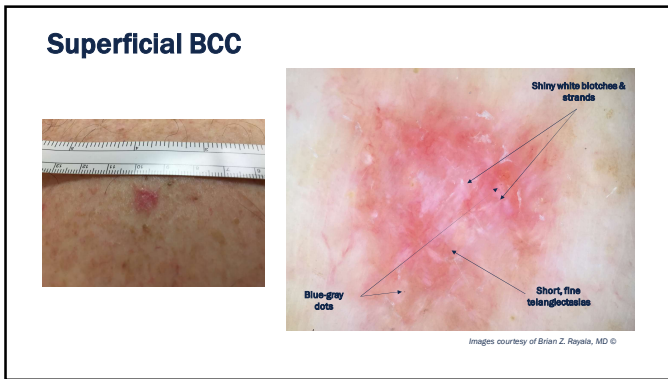 Superficial BCC
Shiny white blotches &
strands
Blue-gray
dots
Short, fine
telangiectasias
Images courtesy of Brian Z. Rayala, MD ©